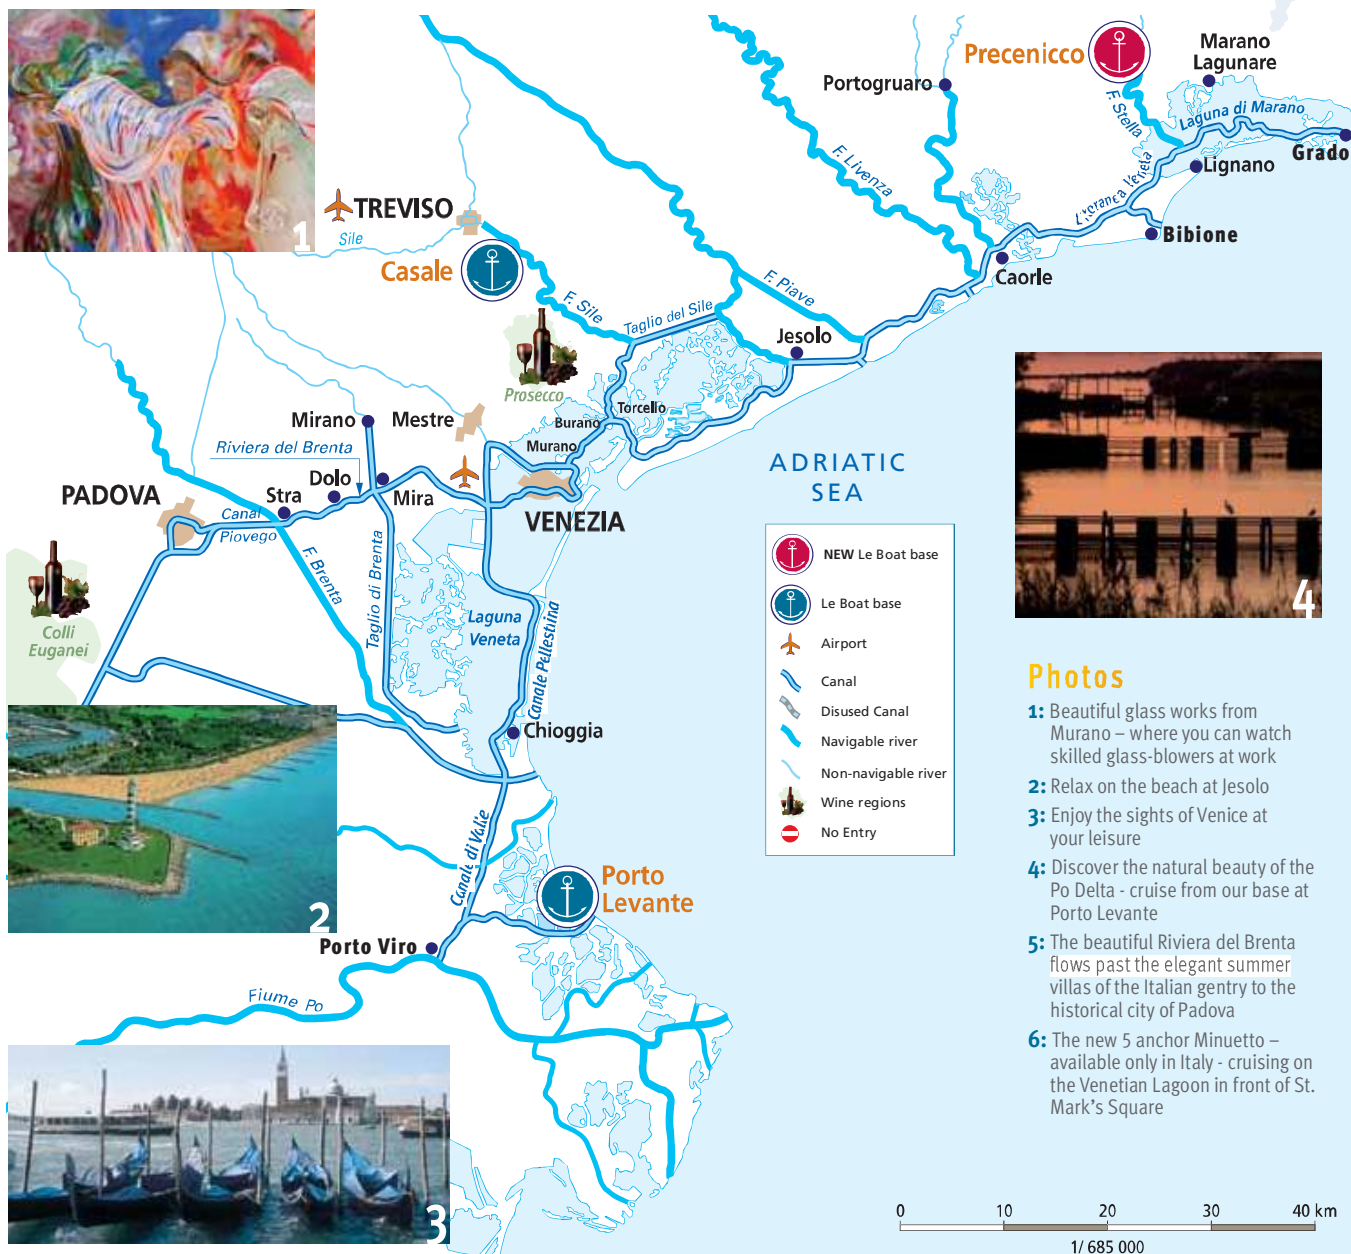 1
TREVISO
Sile
Casale
F. Sile
Taglio del Sile
Prosecco
F. Piave
Jesolo
F. Livenza
Portogruaro
Precenicco
F. Stella
Marano
Lagunare
Laguna di Marano
Grado
Lignano
Litoranea Veneta
Bibione
Caorle
Mirano
Mestre
Riviera del Brenta
Torcello
Burano
Murano
PADOVA
Dolo
Stra
Mira
VENEZIA
Canal
Piovego
F. Brenta
Taglio di Brenta
Colli
Euganei
Laguna
Veneta
Canale Pellestrina
Chioggia
Canale di Valle
2
Porto
Levante
Porto Viro
Fiume Po
3
4
ADRIATIC
SEA
NEW Le Boat base
Le Boat base
Airport
Canal
Disused Canal
Navigable river
Non-navigable river
Wine regions
No Entry
Photos
1: Beautiful glass works from
Murano – where you can watch
skilled glass-blowers at work
2: Relax on the beach at Jesolo
3: Enjoy the sights of Venice at
your leisure
4: Discover the natural beauty of the
Po Delta - cruise from our base at
Porto Levante
5: The beautiful Riviera del Brenta
flows past the elegant summer
villas of the Italian gentry to the
historical city of Padova
6: The new 5 anchor Minuetto –
available only in Italy - cruising on
the Venetian Lagoon in front of St.
Mark's Square
0 10 20 30 40 km
1/ 685 000